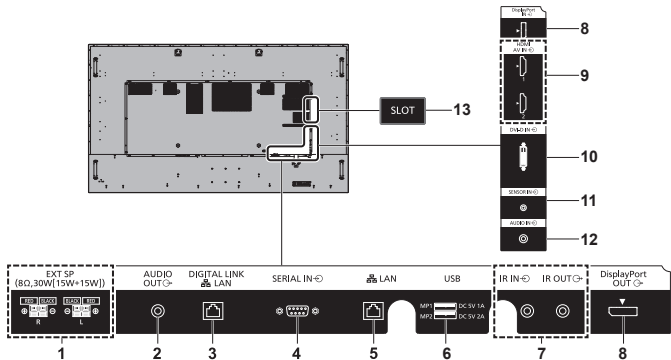 DisplayPort
IN
8
HDMI
AV IN
1
9
2
SLOT
13
DVI-D IN
10
SENSOR IN
11
AUDIO IN
12
EXT SP
(8Ω,30W[15W+15W])
RED BLACK BLACK RED
R L
AUDIO
OUT
DIGITAL LINK
LAN
SERIAL IN
LAN
USB
MP1 DC 5V 1A
MP2 DC 5V 2A
IR IN IR OUT
DisplayPort
OUT
1 2 3 4 5 6 7 8